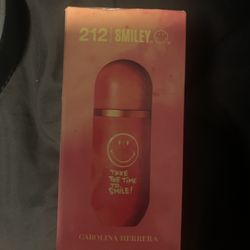 212 | SMILEY
TAKE
THE TIME
TO
SMILE!
CAROLINA HERRERA